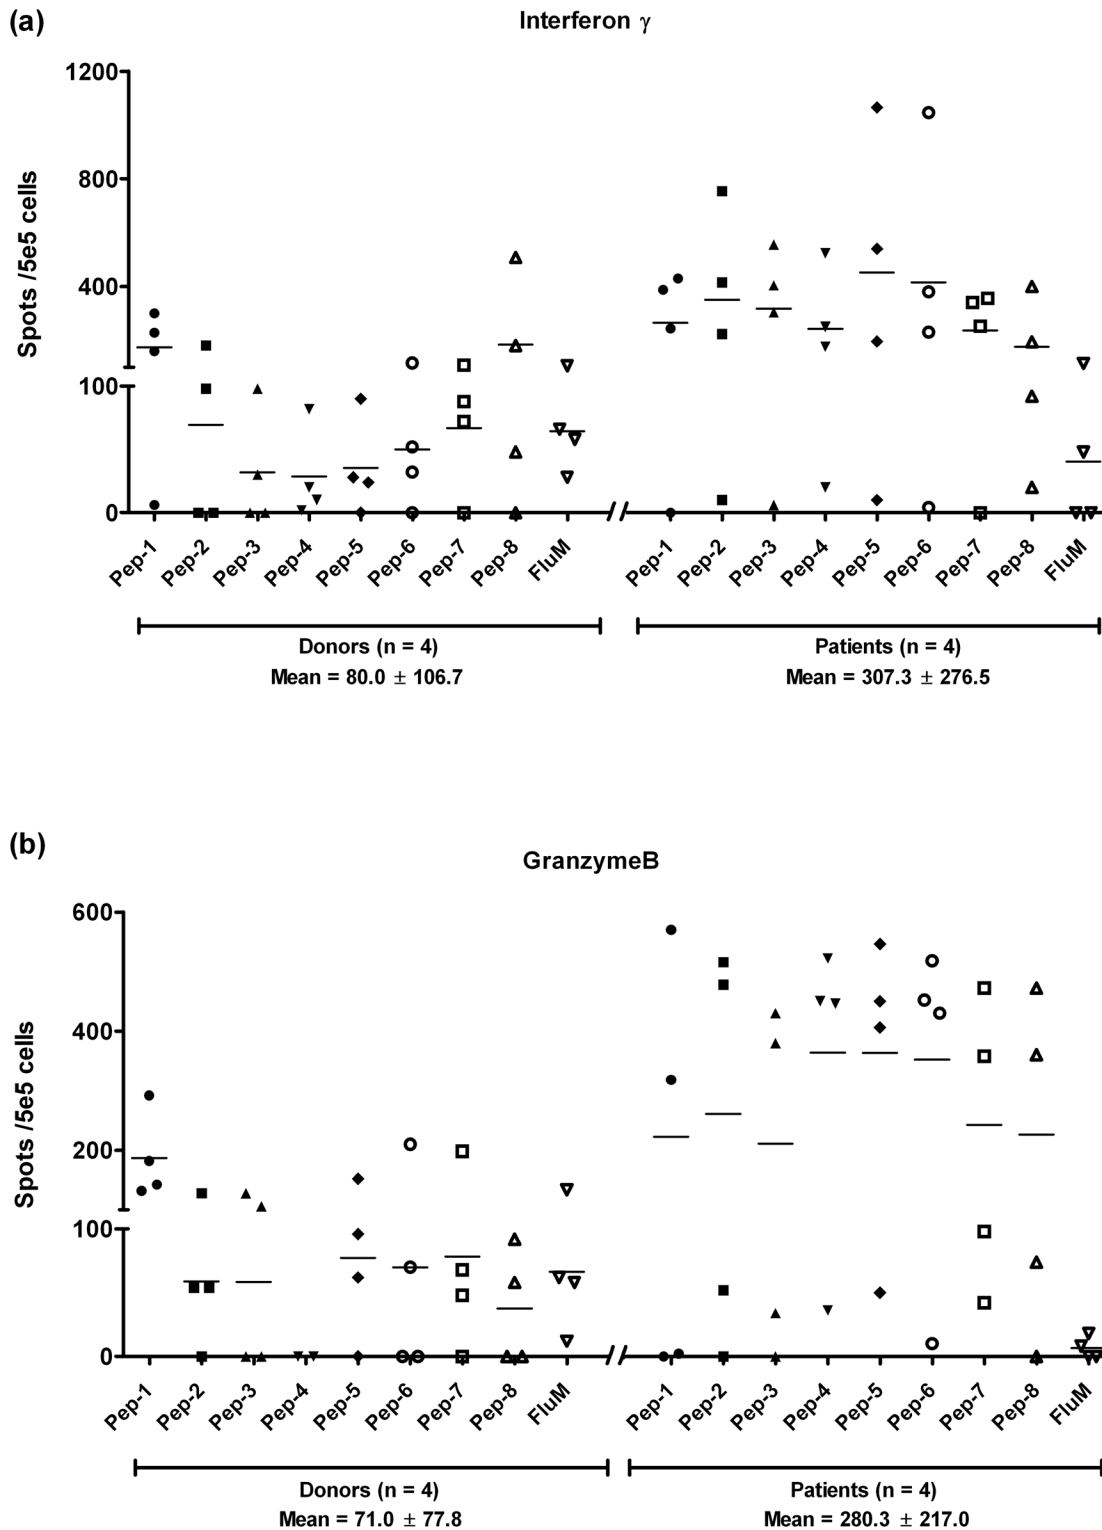 (a)
Interferon γ
Spots /5e5 cells
1200
800
400
100
0
Pep-1 Pep-2 Pep-3 Pep-4 Pep-5 Pep-6 Pep-7 Pep-8 FluM Pep-1 Pep-2 Pep-3 Pep-4 Pep-5 Pep-6 Pep-7 Pep-8 FluM
Donors (n = 4) Patients (n = 4)
Mean = 80.0 ± 106.7 Mean = 307.3 ± 276.5
(b)
GranzymeB
Spots /5e5 cells
600
400
200
100
0
Pep-1 Pep-2 Pep-3 Pep-4 Pep-5 Pep-6 Pep-7 Pep-8 FluM Pep-1 Pep-2 Pep-3 Pep-4 Pep-5 Pep-6 Pep-7 Pep-8 FluM
Donors (n = 4) Patients (n = 4)
Mean = 71.0 ± 77.8 Mean = 280.3 ± 217.0